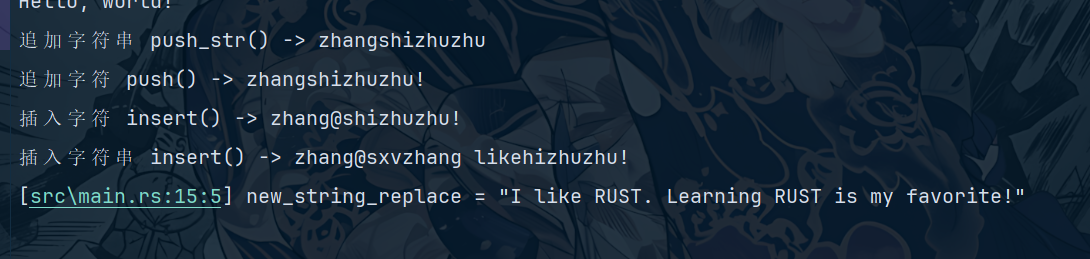 Hello, world!
追加字符串 push_str() -> zhangshizhuzhu
追加字符 push() -> zhangshizhuzhu!
插入字符 insert() -> zhang@shizhuzhu!
插入字符串 insert() -> zhang@sxvzhang likehizhuzhu!
[src\main.rs:15:5] new_string_replace = "I like RUST. Learning RUST is my favorite!"